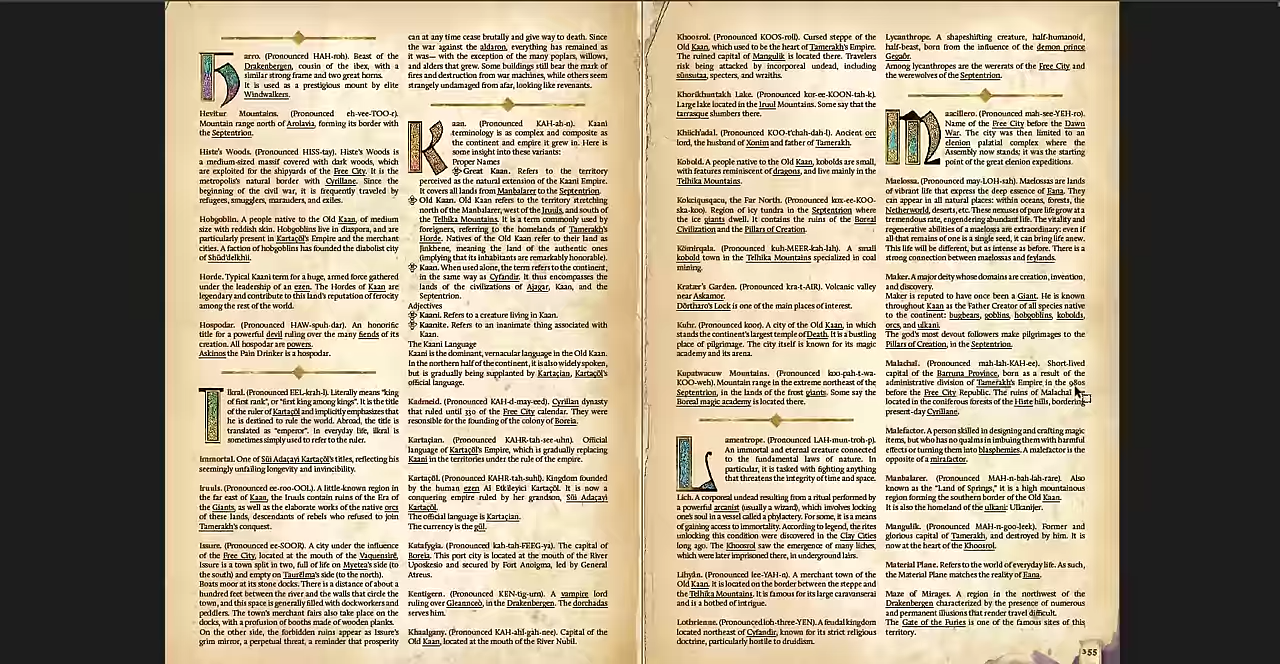 Harro. (Pronounced HAH-roh). Beast of the
Drakenbergen, cousin of the ibex, with a
similar strong frame and two great horns.
It is used as a prestigious mount by elite
Windwalkers.
Hevitur Mountains. (Pronounced eh-vee-TOO-r).
Mountain range north of Arolavia, forming its border with
the Septentrion.
Histe's Woods. (Pronounced HISS-tay). Histe's Woods is
a medium-sized massif covered with dark woods, which
are exploited for the shipyards of the Free City. It is the
metropolis's natural border with Cyrillane. Since the
beginning of the civil war, it is frequently traveled by
refugees, smugglers, marauders, and exiles.
Hobgoblin. A people native to the Old Kaan, of medium
size with reddish skin. Hobgoblins live in diaspora, and are
particularly present in Kartaçöl's Empire and the merchant
cities. A faction of hobgoblins has founded the dualist city
of Shüd'delkhii.
Horde. Typical Kaani term for a huge, armed force gathered
under the leadership of an ezen. The Hordes of Kaan are
legendary and contribute to this land's reputation of ferocity
among the rest of the world.
Hospodar. (Pronounced HAW-spuh-dar). An honorific
title for a powerful devil ruling over the many fiends of its
creation. All hospodar are powers.
Askinos the Pain Drinker is a hospodar.
Ilkral. (Pronounced EEL-krah-l). Literally means "king
of first rank", or "first king among kings". It is the title
of the ruler of Kartaçöl and implicitly emphasizes that
he is destined to rule the world. Abroad, the title is
translated as "emperor". In everyday life, ilkral is
sometimes simply used to refer to the ruler.
Immortal. One of Süi Adaçayi Kartaçöl's titles, reflecting his
seemingly unfailing longevity and invincibility.
Iruuls. (Pronounced ee-roo-OOL). A little-known region in
the far east of Kaan, the Iruuls contain ruins of the Era of
the Giants, as well as the elaborate works of the native orcs
of these lands, descendants of rebels who refused to join
Tamerakh's conquest.
Issure. (Pronounced ee-SOOR). A city under the influence
of the Free City, located at the mouth of the Vaquensirë,
Issure is a town split in two, full of life on Myetea's side (to
the south) and empty on Taurëlma's side (to the north).
Boats moor at its stone docks. There is a distance of about a
hundred feet between the river and the walls that circle the
town, and this space is generally filled with dockworkers and
peddlers. The town's merchant fairs also take place on the
docks, with a profusion of booths made of wooden planks.
On the other side, the forbidden ruins appear as Issure's
grim mirror, a perpetual threat, a reminder that prosperity
can at any time cease brutally and give way to death. Since
the war against the aldaron, everything has remained as
it was— with the exception of the many poplars, willows,
and alders that grew. Some buildings still bear the mark of
fires and destruction from war machines, while others seem
strangely undamaged from afar, looking like revenants.
Kaan. (Pronounced KAH-ah-n). Kaani
terminology is as complex and composite as
the continent and empire it grew in. Here is
some insight into these variants:
Proper Names
Great Kaan. Refers to the territory
perceived as the natural extension of the Kaani Empire.
It covers all lands from Manbalarer to the Septentrion.
Old Kaan. Old Kaan refers to the territory stretching
north of the Manbalarer, west of the Iruuls, and south of
the Telhika Mountains. It is a term commonly used by
foreigners, referring to the homelands of Tamerakh's
Horde. Natives of the Old Kaan refer to their land as
Jinkhene, meaning the land of the authentic ones
(implying that its inhabitants are remarkably honorable).
Kaan. When used alone, the term refers to the continent,
in the same way as Cyfandir. It thus encompasses the
lands of the civilizations of Ajagar, Kaan, and the
Septentrion.
Adjectives
Kaani. Refers to a creature living in Kaan.
Kaanite. Refers to an inanimate thing associated with
Kaan.
The Kaani Language
Kaani is the dominant, vernacular language in the Old Kaan.
In the northern half of the continent, it is also widely spoken,
but is gradually being supplanted by Kartaçian, Kartaçöl's
official language.
Kadmeid. (Pronounced KAH-d-may-eed). Cyrillan dynasty
that ruled until 330 of the Free City calendar. They were
responsible for the founding of the colony of Boreia.
Kartaçian. (Pronounced KAHR-tah-see-uhn). Official
language of Kartaçöl's Empire, which is gradually replacing
Kaani in the territories under the rule of the empire.
Kartaçöl. (Pronounced KAHR-tah-suhl). Kingdom founded
by the human ezen Al Etkileyici Kartaçöl. It is now a
conquering empire ruled by her grandson, Süi Adaçayi
Kartaçöl.
The official language is Kartaçian.
The currency is the gül.
Katafygia. (Pronounced kah-tah-FEEG-ya). The capital of
Boreia. This port city is located at the mouth of the River
Uposkesio and secured by Fort Anoigma, led by General
Atreus.
Kentigern. (Pronounced KEN-tig-urn). A vampire lord
ruling over Gleannceò, in the Drakenbergen. The dorchadas
serves him.
Khaalgany. (Pronounced KAH-ahl-gah-nee). Capital of the
Old Kaan, located at the mouth of the River Nubil.
Khoosrol. (Pronounced KOOS-roll). Cursed steppe of the
Old Kaan, which used to be the heart of Tamerakh's Empire.
The ruined capital of Mangulik is located there. Travelers
risk being attacked by incorporeal undead, including
sünsutaa, specters, and wraiths.
Khorikhuntakh Lake. (Pronounced kor-ee-KOON-tah-k).
Large lake located in the Iruul Mountains. Some say that the
tarrasque slumbers there.
Khiich'adal. (Pronounced KOO-t'chah-dah-l). Ancient orc
lord, the husband of Xonim and father of Tamerakh.
Kobold. A people native to the Old Kaan, kobolds are small,
with features reminiscent of dragons, and live mainly in the
Telhika Mountains.
Kokciququscu, the Far North. (Pronounced kox-ee-KOO-
ska-koo). Region of icy tundra in the Septentrion where
the ice giants dwell. It contains the ruins of the Boreal
Civilization and the Pillars of Creation.
Kömirqala. (Pronounced kuh-MEER-kah-lah). A small
kobold town in the Telhika Mountains specialized in coal
mining.
Kratær's Garden. (Pronounced kra-t-AIR). Volcanic valley
near Askamor.
Dörtharo's Lock is one of the main places of interest.
Kuhr. (Pronounced koor). A city of the Old Kaan, in which
stands the continent's largest temple of Death. It is a bustling
place of pilgrimage. The city itself is known for its magic
academy and its arena.
Kupatwacuw Mountains. (Pronounced koo-pah-t-wa-
KOO-weh). Mountain range in the extreme northeast of the
Septentrion, in the lands of the frost giants. Some say the
Boreal magic academy is located there.
Lamentrope. (Pronounced LAH-mun-troh-p).
An immortal and eternal creature connected
to the fundamental laws of nature. In
particular, it is tasked with fighting anything
that threatens the integrity of time and space.
Lich. A corporeal undead resulting from a ritual performed by
a powerful arcanist (usually a wizard), which involves locking
one's soul in a vessel called a phylactery. For some, it is a means
of gaining access to immortality. According to legend, the rites
unlocking this condition were discovered in the Clay Cities
long ago. The Khoosrol saw the emergence of many liches,
which were later imprisoned there, in underground lairs.
Lihyàn. (Pronounced lee-YAH-n). A merchant town of the
Old Kaan. It is located on the border between the steppe and
the Telhika Mountains. It is famous for its large caravanserai
and is a hotbed of intrigue.
Lothrienne. (Pronounced loh-three-YEN). A feudal kingdom
located northeast of Cyfandir, known for its strict religious
doctrine, particularly hostile to druidism.
Lycanthrope. A shapeshifting creature, half-humanoid,
half-beast, born from the influence of the demon prince
Gegaôr.
Among lycanthropes are the wererats of the Free City and
the werewolves of the Septentrion.
Maacillero. (Pronounced mah-see-YEH-ro).
Name of the Free City before the Dawn
War. The city was then limited to an
elenion palatial complex where the
Assembly now stands; it was the starting
point of the great elenion expeditions.
Maelossa. (Pronounced may-LOH-sah). Maelossas are lands
of vibrant life that express the deep essence of Eana. They
can appear in all natural places: within oceans, forests, the
Netherworld, deserts, etc. These nexuses of pure life grow at a
tremendous rate, engendering abundant life. The vitality and
regenerative abilities of a maelossa are extraordinary: even if
all that remains of one is a single seed, it can bring life anew.
This life will be different, but as intense as before. There is a
strong connection between maelossas and feylands.
Maker. A major deity whose domains are creation, invention,
and discovery.
Maker is reputed to have once been a Giant. He is known
throughout Kaan as the Father Creator of all species native
to the continent: bugbears, goblins, hobgoblins, kobolds,
orcs, and ulkani.
The god's most devout followers make pilgrimages to the
Pillars of Creation, in the Septentrion.
Malachal. (Pronounced mah-lah-KAH-ee). Short-lived
capital of the Barruna Province, born as a result of the
administrative division of Tamerakh's Empire in the 980s
before the Free City Republic. The ruins of Malachal
located in the coniferous forests of the Histe hills, bordering
present-day Cyrillane.
Malefactor. A person skilled in designing and crafting magic
items, but who has no qualms in imbuing them with harmful
effects or turning them into blasphemies. A malefactor is the
opposite of a mirafactor.
Manbalarer. (Pronounced MAH-n-bah-lah-rare). Also
known as the "Land of Springs," it is a high mountainous
region forming the southern border of the Old Kaan.
It is also the homeland of the ulkani: Ulkanijer.
Mangulik. (Pronounced MAH-n-goo-leek). Former and
glorious capital of Tamerakh, and destroyed by him. It is
now at the heart of the Khoosrol.
Material Plane. Refers to the world of everyday life. As such,
the Material Plane matches the reality of Eana.
Maze of Mirages. A region in the northwest of the
Drakenbergen characterized by the presence of numerous
and permanent illusions that render travel difficult.
The Gate of the Furies is one of the famous sites of this
territory.
355